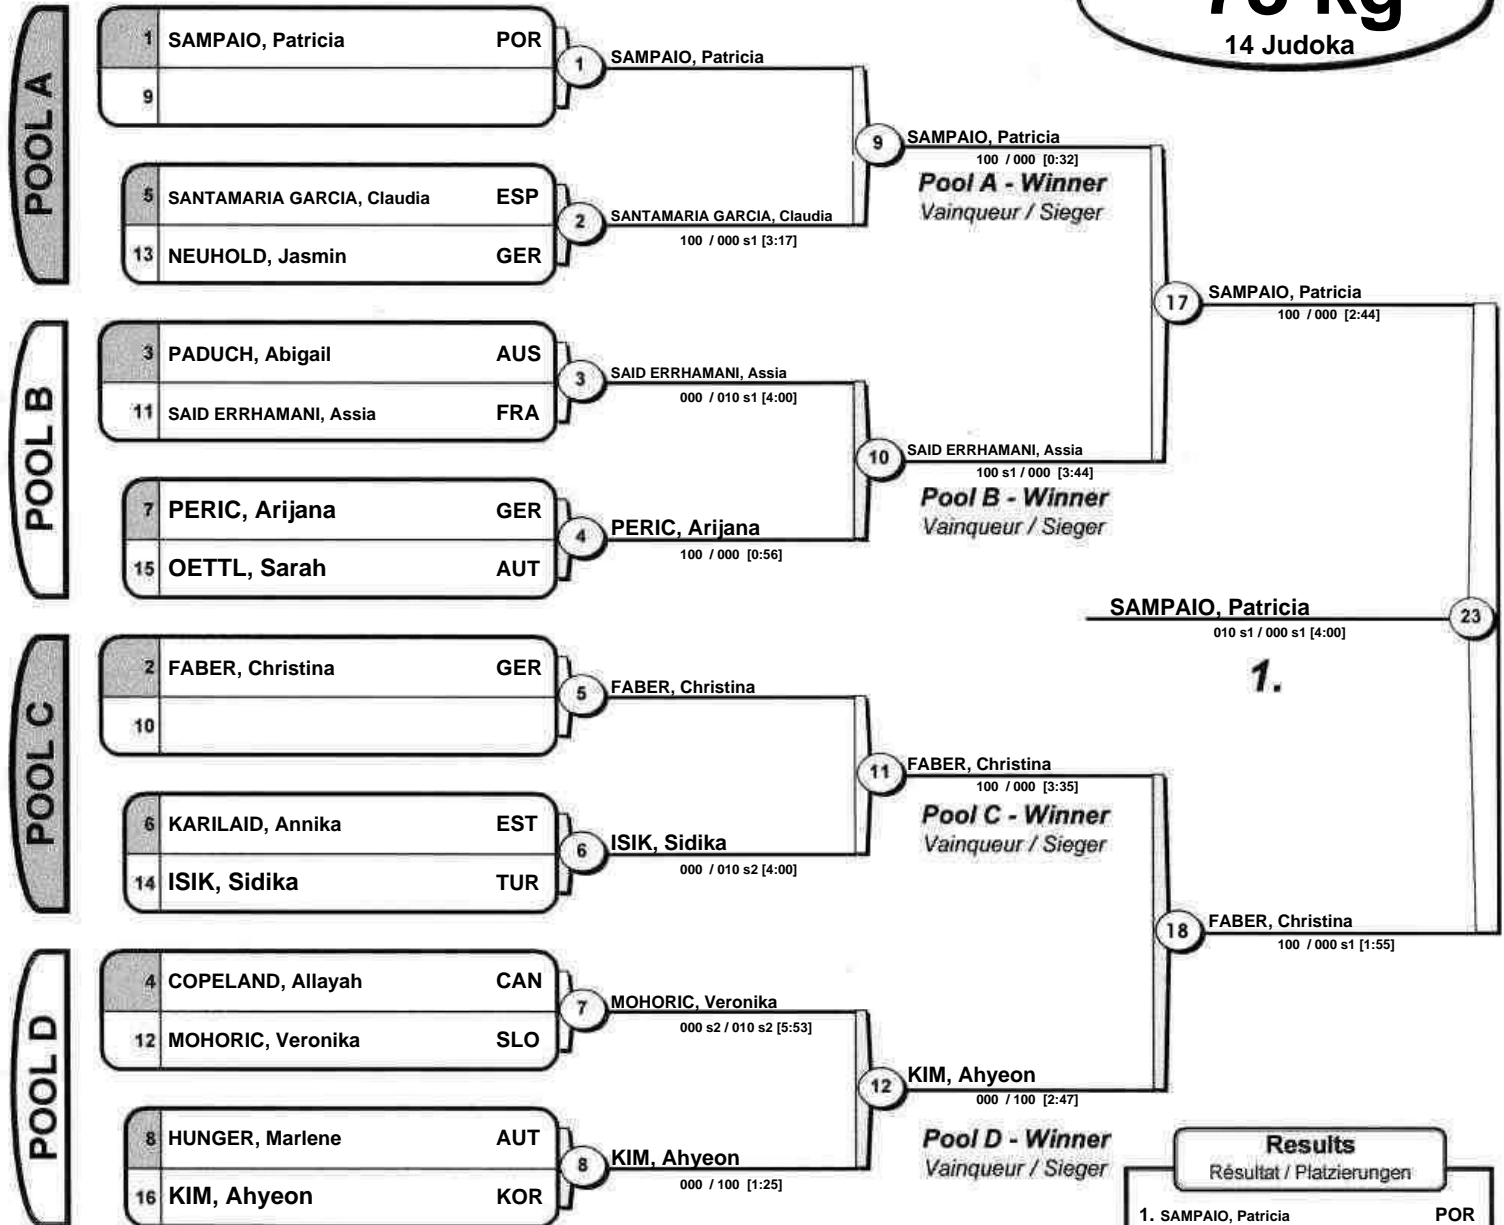 78 kg
14 Judoka
POOL A
1 SAMPAIO, Patricia POR
9
1 SAMPAIO, Patricia
5 SANTAMARIA GARCIA, Claudia ESP
13 NEUHOLD, Jasmin GER
2 SANTAMARIA GARCIA, Claudia
100 / 000 s1 [3:17]
9 SAMPAIO, Patricia
100 / 000 [0:32]
Pool A - Winner
Vainqueur / Sieger
POOL B
3 PADUCH, Abigail AUS
11 SAID ERRHAMANI, Assia FRA
3 SAID ERRHAMANI, Assia
000 / 010 s1 [4:00]
7 PERIC, Arijana GER
15 OETTL, Sarah AUT
4 PERIC, Arijana
100 / 000 [0:56]
10 SAID ERRHAMANI, Assia
100 s1 / 000 [3:44]
Pool B - Winner
Vainqueur / Sieger
17 SAMPAIO, Patricia
100 / 000 [2:44]
SAMPAIO, Patricia 23
010 s1 / 000 s1 [4:00]
1.
POOL C
2 FABER, Christina GER
10
5 FABER, Christina
6 KARILAID, Annika EST
14 ISIK, Sidika TUR
6 ISIK, Sidika
000 / 010 s2 [4:00]
11 FABER, Christina
100 / 000 [3:35]
Pool C - Winner
Vainqueur / Sieger
18 FABER, Christina
100 / 000 s1 [1:55]
POOL D
4 COPELAND, Allayah CAN
12 MOHORIC, Veronika SLO
7 MOHORIC, Veronika
000 s2 / 010 s2 [5:53]
8 HUNGER, Marlene AUT
16 KIM, Ahyeon KOR
8 KIM, Ahyeon
000 / 100 [1:25]
12 KIM, Ahyeon
000 / 100 [2:47]
Pool D - Winner
Vainqueur / Sieger
Results
Résultat / Platzierungen
1. SAMPAIO, Patricia POR